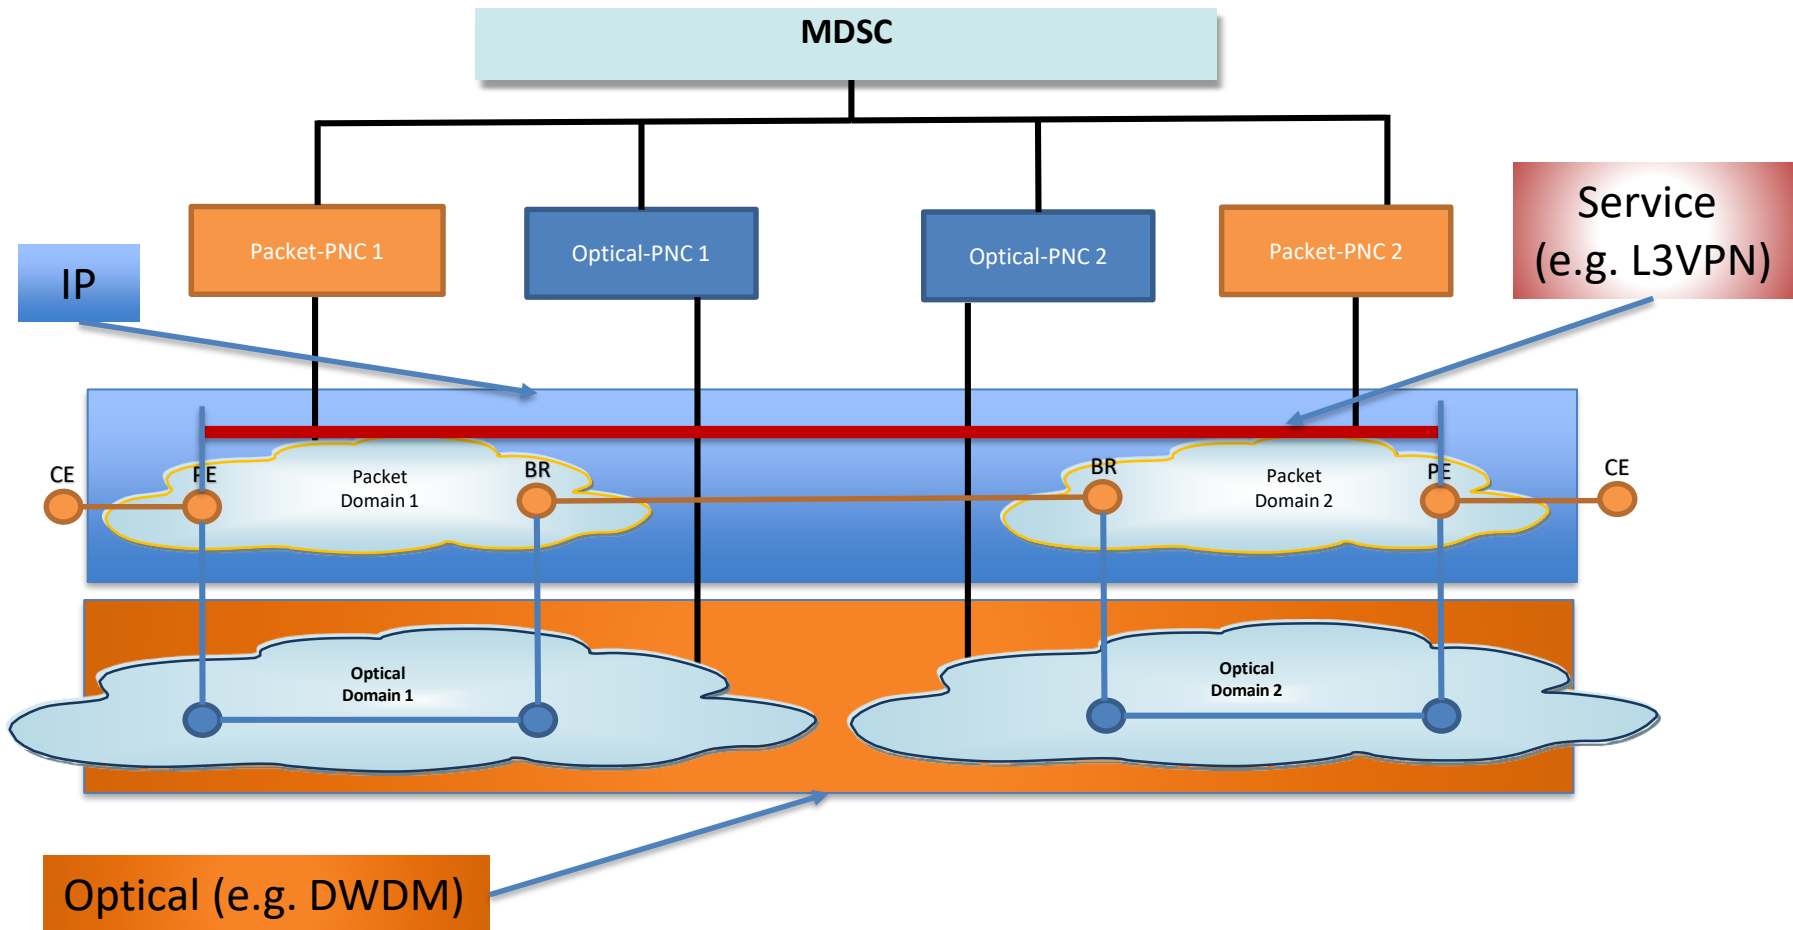 MDSC
Service
(e.g. L3VPN)
Packet-PNC 1
Optical-PNC 1
Optical-PNC 2
Packet-PNC 2
IP
CE
PE
Packet
Domain 1
BR
BR
Packet
Domain 2
PE
CE
Optical
Domain 1
Optical
Domain 2
Optical (e.g. DWDM)